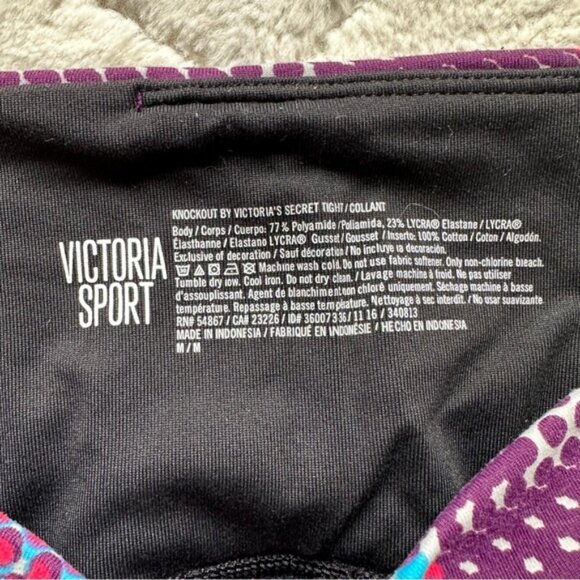 VICTORIA
SPORT
KNOCKOUT BY VICTORIA'S SECRET TIGHT/COLLANT
Body / Corps / Cuerpo: 77% Polyamide/Poliamida, 23% LYCRA® Elastane / LYCRA®
Élasthanne / Elastano LYCRA® Gusset/Gousset / Inserto: 100% Cotton / Coton / Algodón.
Exclusive of decoration / Sauf décoration / No incluye la decoración.
Machine wash cold. Do not use fabric softener. Only non-chlorine bleach.
Tumble dry low. Cool iron. Do not dry clean. / Lavage machine à froid. Ne pas utiliser
d'assouplissant. Agent de blanchiment non chloré uniquement. Séchage machine à basse
température. Repassage à basse température. Nettoyage à sec interdit. / No usar suavizante
RN# 54867 / CA# 23226 / ID# 36007336/ 11 16 / 340813
MADE IN INDONESIA / FABRIQUÉ EN INDONÉSIE / HECHO EN INDONESIA
M / M